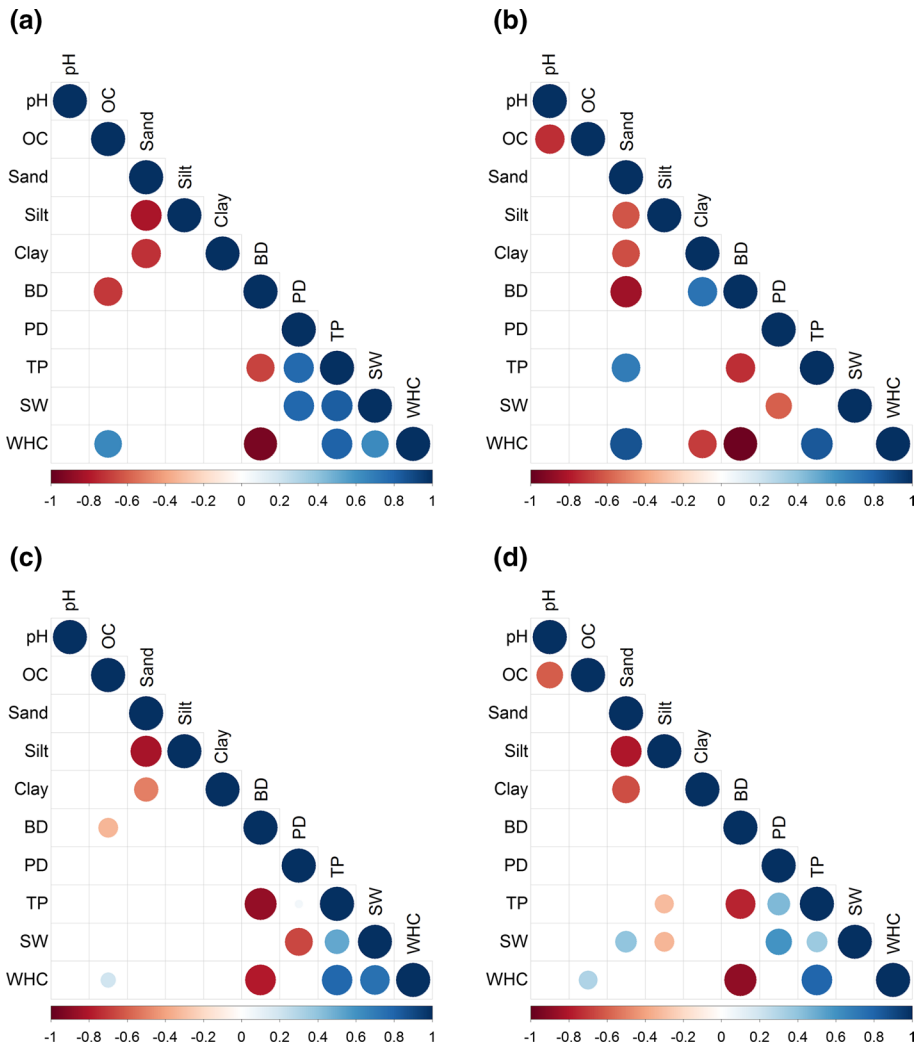 (a)
pH
pH
OC
OC
Sand
Sand
Silt
Silt
Clay
Clay
BD
BD
PD
PD
TP
TP
SW
SW
WHC
WHC
-1 -0.8 -0.6 -0.4 -0.2 0 0.2 0.4 0.6 0.8 1
(b)
pH
pH
OC
OC
Sand
Sand
Silt
Silt
Clay
Clay
BD
BD
PD
PD
TP
TP
SW
SW
WHC
WHC
-1 -0.8 -0.6 -0.4 -0.2 0 0.2 0.4 0.6 0.8 1
(c)
pH
pH
OC
OC
Sand
Sand
Silt
Silt
Clay
Clay
BD
BD
PD
PD
TP
TP
SW
SW
WHC
WHC
-1 -0.8 -0.6 -0.4 -0.2 0 0.2 0.4 0.6 0.8 1
(d)
pH
pH
OC
OC
Sand
Sand
Silt
Silt
Clay
Clay
BD
BD
PD
PD
TP
TP
SW
SW
WHC
WHC
-1 -0.8 -0.6 -0.4 -0.2 0 0.2 0.4 0.6 0.8 1